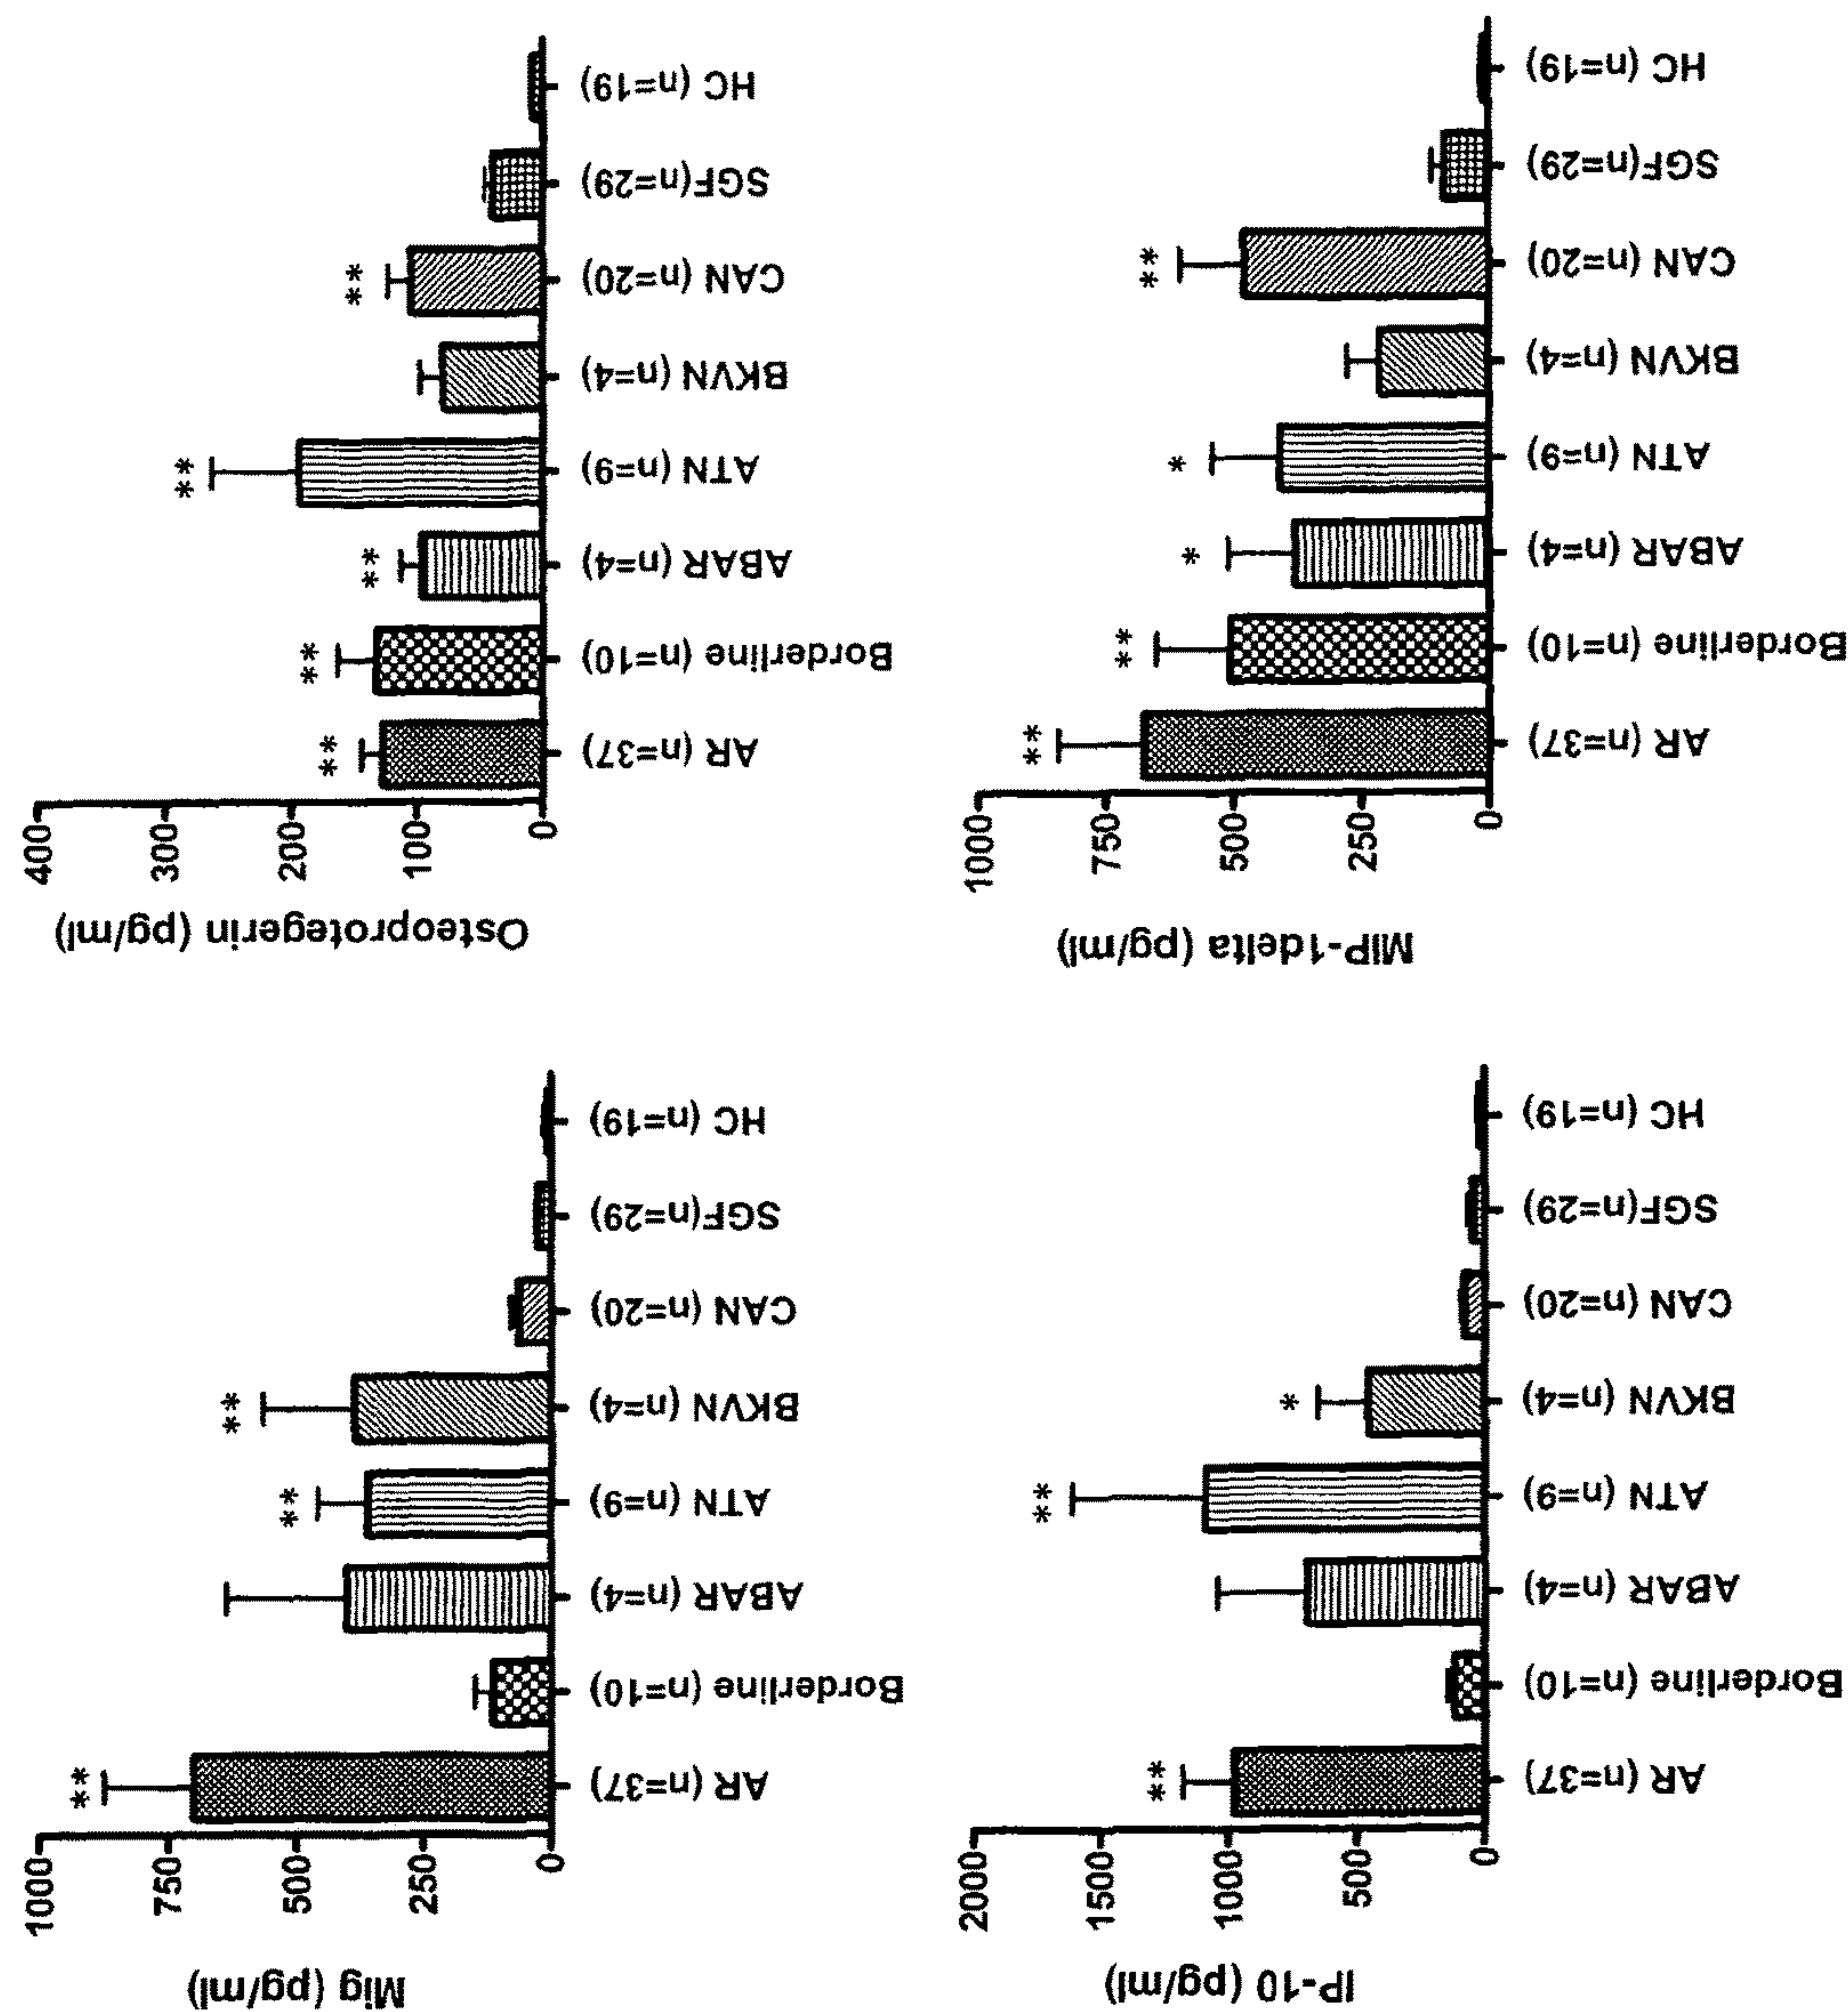 Mig (pg/ml)
1000
750
500
250
0
**
**
**
AR (n=37)
Borderline (n=10)
ABAR (n=4)
ATN (n=9)
BKVN (n=4)
CAN (n=20)
SGF(n=29)
HC (n=19)
Osteoprotegerin (pg/ml)
400
300
200
100
0
**
**
**
**
**
AR (n=37)
Borderline (n=10)
ABAR (n=4)
ATN (n=9)
BKVN (n=4)
CAN (n=20)
SGF(n=29)
HC (n=19)
IP-10 (pg/ml)
2000
1500
1000
500
0
**
**
*
AR (n=37)
Borderline (n=10)
ABAR (n=4)
ATN (n=9)
BKVN (n=4)
CAN (n=20)
SGF(n=29)
HC (n=19)
MIP-1delta (pg/ml)
1000
750
500
250
0
**
**
*
*
**
AR (n=37)
Borderline (n=10)
ABAR (n=4)
ATN (n=9)
BKVN (n=4)
CAN (n=20)
SGF(n=29)
HC (n=19)